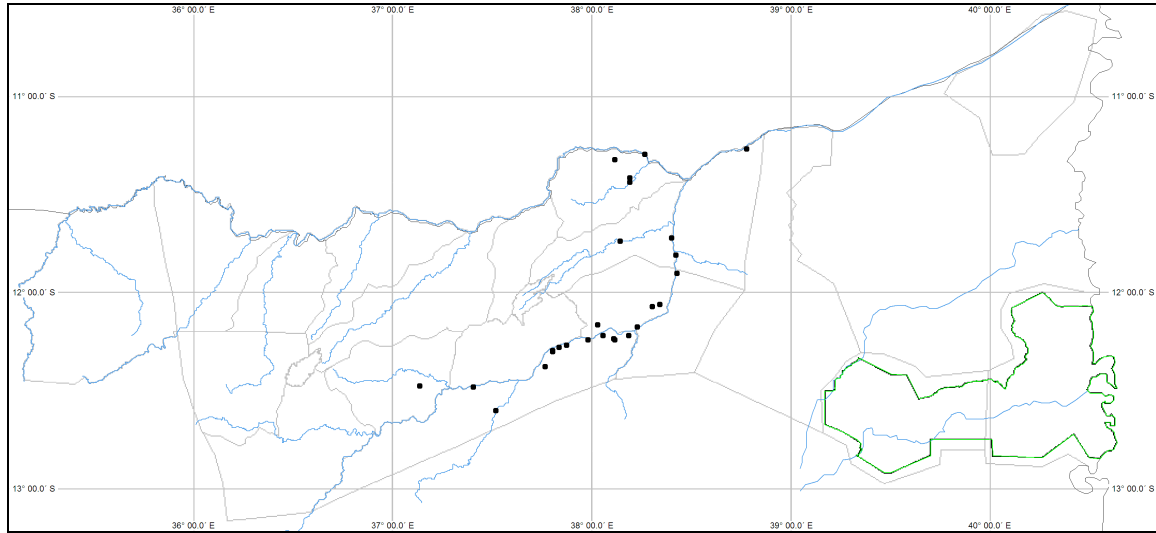 36° 00.0´ E 37° 00.0´ E 38° 00.0´ E 39° 00.0´ E 40° 00.0´ E
11° 00.0´ S 11° 00.0´ S
12° 00.0´ S 12° 00.0´ S
13° 00.0´ S 13° 00.0´ S
36° 00.0´ E 37° 00.0´ E 38° 00.0´ E 39° 00.0´ E 40° 00.0´ E